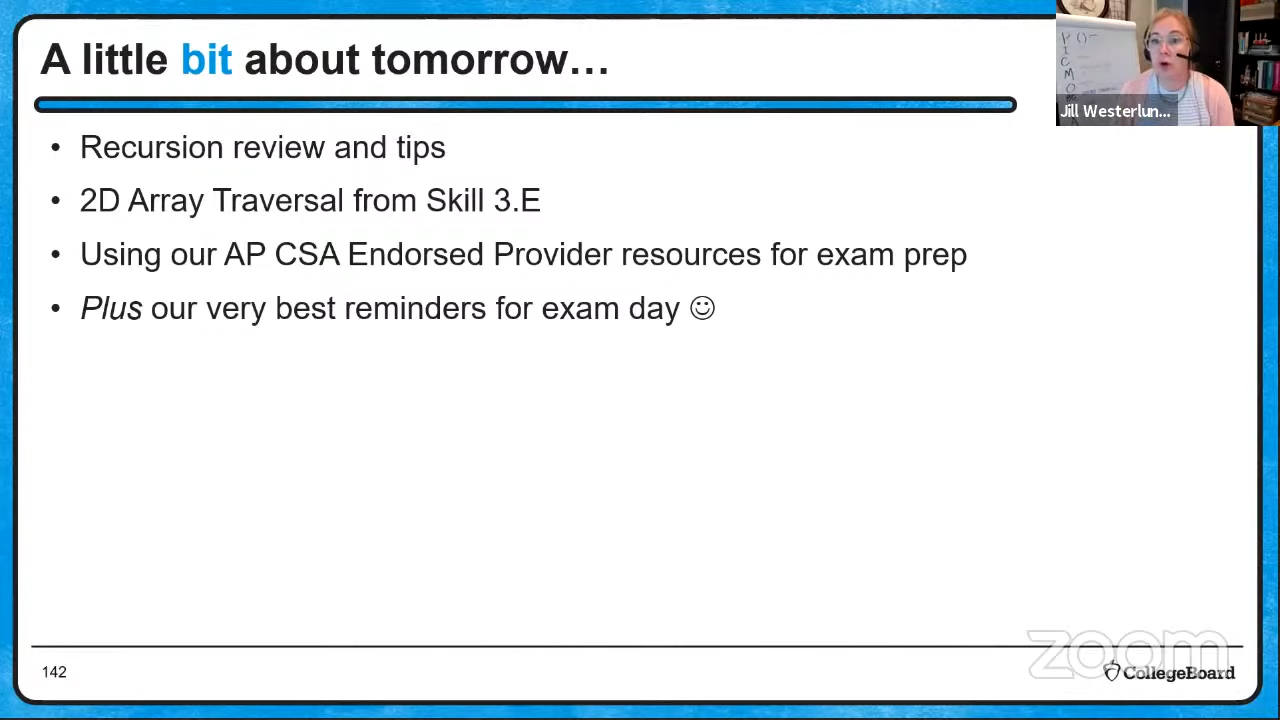 A little bit about tomorrow…
Jill Westerlun...
• Recursion review and tips
• 2D Array Traversal from Skill 3.E
• Using our AP CSA Endorsed Provider resources for exam prep
• Plus our very best reminders for exam day ☺
142
zoom
CollegeBoard
P () -
I
C
M
O